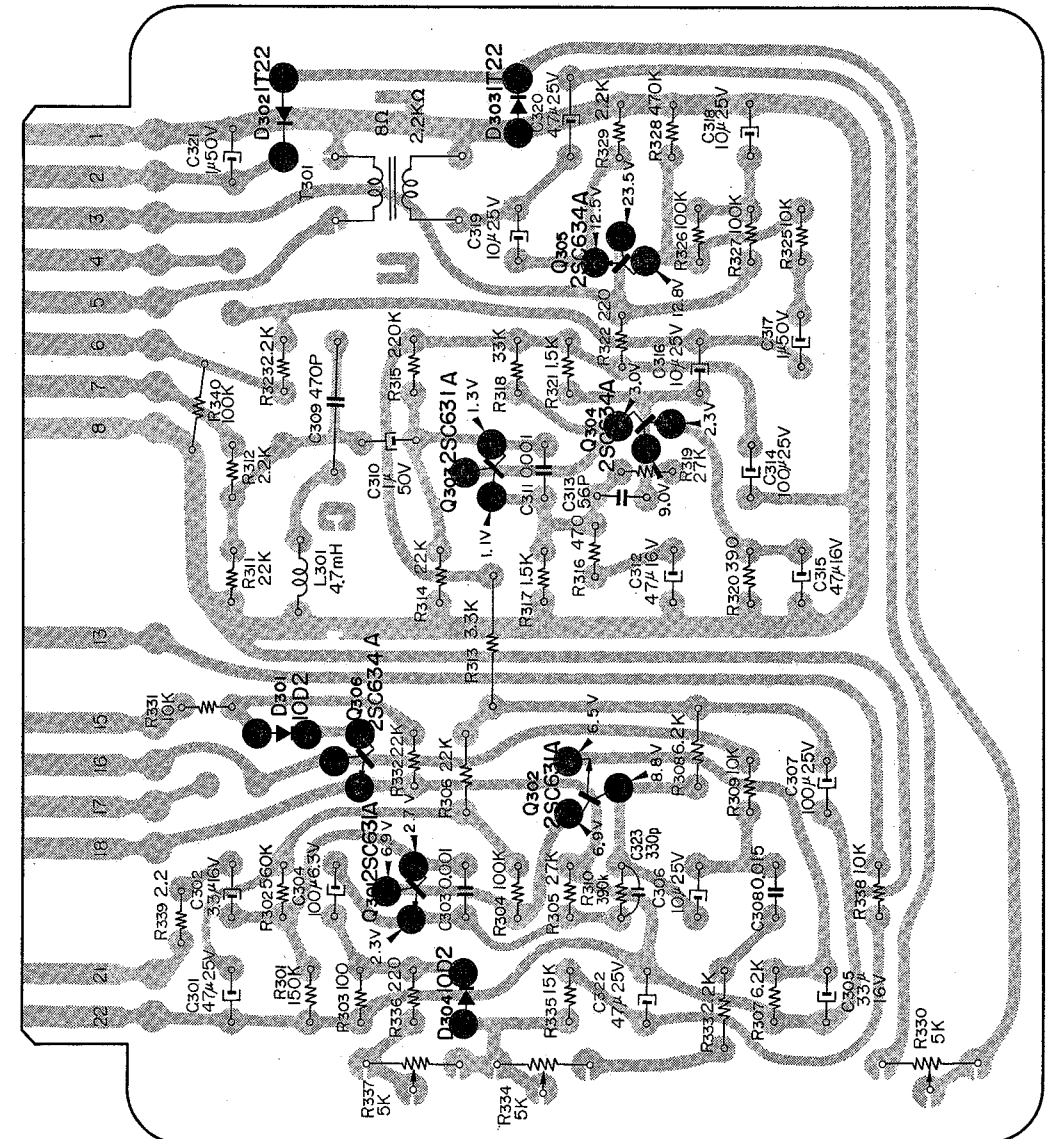 1
2
3
4
5
6
7
8
13
15
16
17
18
21
22
C321
1μ50V
D302 1T22
T301
8Ω
2.2KΩ
E
D303 1T22
C320
4.7μ25V
R329 2.2K
R328 470K
C318
10μ25V
C319
10μ25V
E
Q305
2SC634A
12.5V
23.5V
12.8V
R326 100K
R327 100K
R325 10K
R340
100K
R323 2.2K
C309 470P
R315 220K
R318 33K
R321 1.5K
R322 220
C316
10μ25V
C317
1μ50V
R312
2.2K
C310
1μ
50V
Q303 2SC631A
1.3V
1.1V
C311 0.001
Q304
2SC634A
3.0V
2.3V
9.0V
C313
56P
R319
27K
C314
100μ25V
R311
22K
L301
4.7mH
C
R314 22K
R317 1.5K
R316 470
C312
47μ16V
R320 390
C315
47μ16V
R313 3.3K
R331
10K
D301
10D2
Q306
2SC634A
R332 22K
R306 22K
Q302
2SC631A
6.5V
8.8V
6.9V
R308 6.2K
R309 10K
C307
100μ25V
R339 2.2
C302
33μ16V
R302 560K
C304
100μ6.3V
Q301 2SC631A
6.9V
2.7V
2.3V
C303 0.001
R304 100K
R305 27K
R310
390k
C323
330p
C306
10μ25V
C308 0.015
R338 10K
C301
47μ25V
R301
150K
R303 100
R336 220
D304 10D2
R335 15K
C322
47μ25V
R333 2.2K
R307 6.2K
C305
33μ
16V
R337
5K
R334
5K
R330
5K